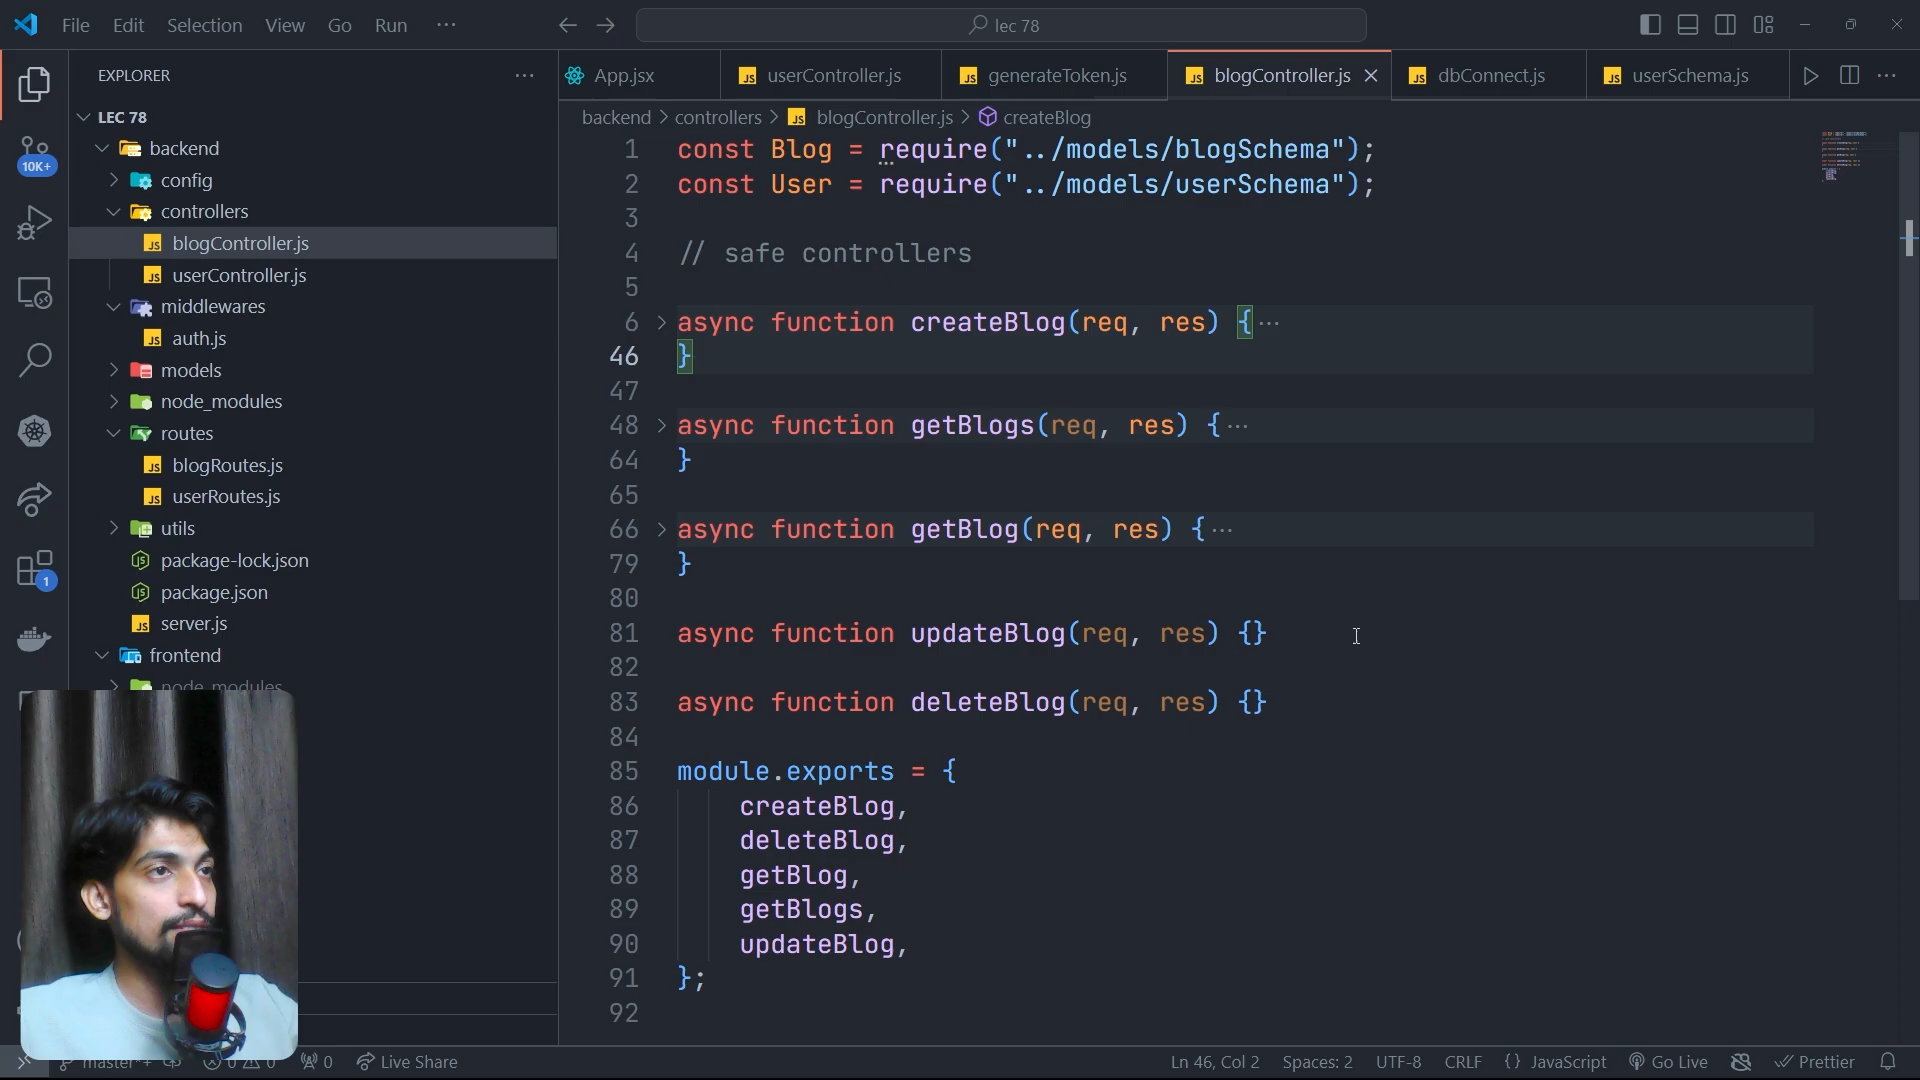 File Edit Selection View Go Run ···
lec 78
EXPLORER ···
LEC 78
backend
config
controllers
blogController.js
userController.js
middlewares
auth.js
models
node_modules
routes
blogRoutes.js
userRoutes.js
utils
package-lock.json
package.json
server.js
frontend
node_modules
10K+
1
App.jsx userController.js generateToken.js blogController.js dbConnect.js userSchema.js
backend > controllers > blogController.js > createBlog
1 const Blog = require("../models/blogSchema");
2 const User = require("../models/userSchema");
3
4 // safe controllers
5
6 async function createBlog(req, res) {···
46 }
47
48 async function getBlogs(req, res) {···
64 }
65
66 async function getBlog(req, res) {···
79 }
80
81 async function updateBlog(req, res) {}
82
83 async function deleteBlog(req, res) {}
84
85 module.exports = {
86 createBlog,
87 deleteBlog,
88 getBlog,
89 getBlogs,
90 updateBlog,
91 };
92
master*+ 0 0 0 Live Share Ln 46, Col 2 Spaces: 2 UTF-8 CRLF {} JavaScript Go Live Prettier